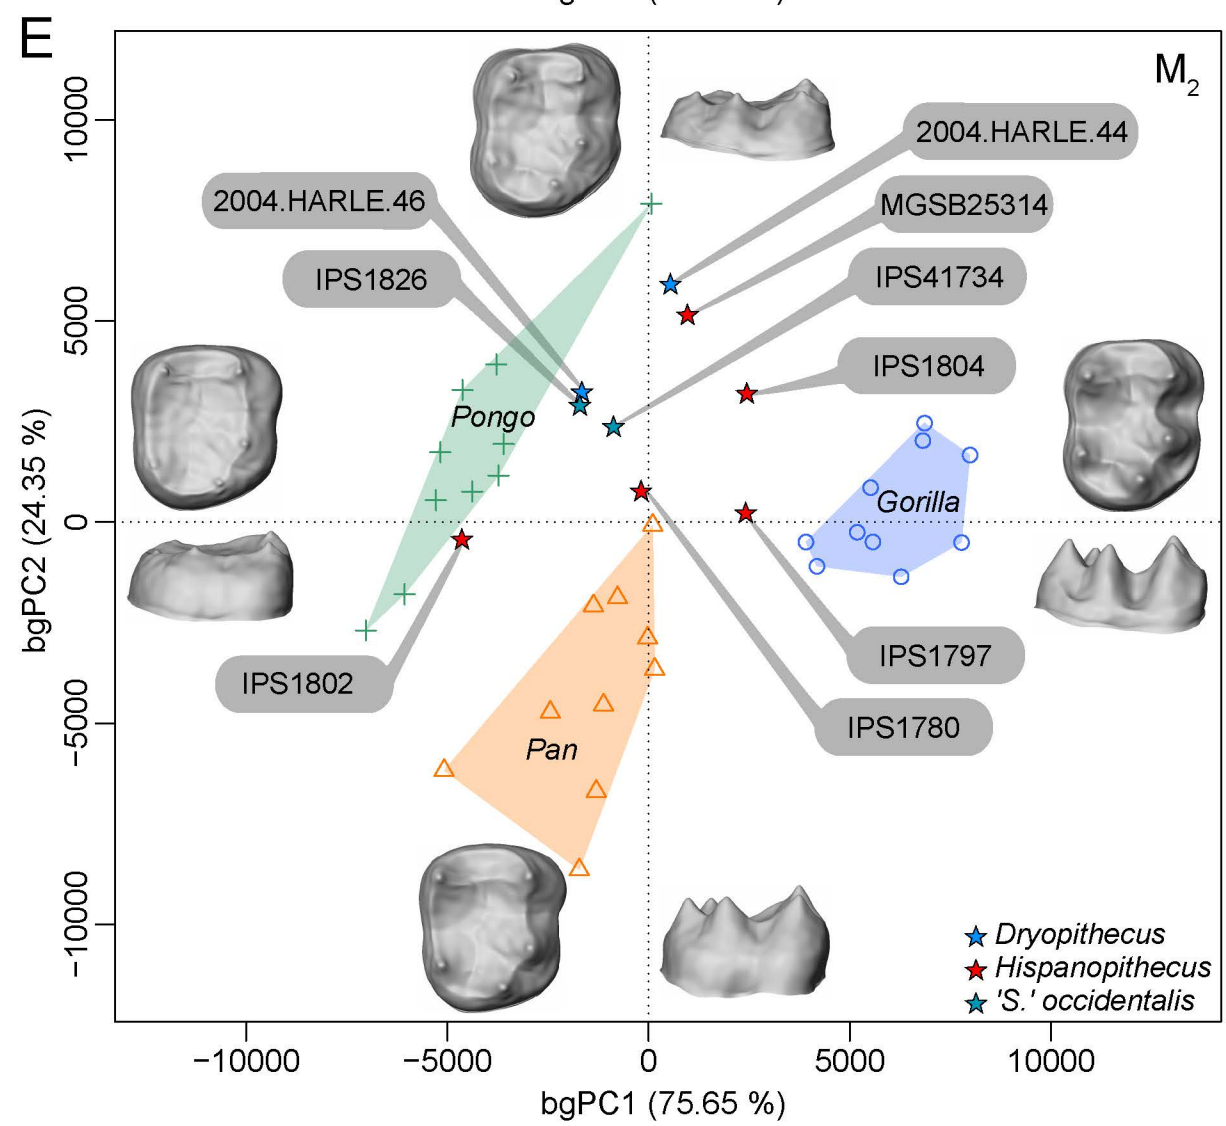 E
M2
10000
5000
0
−5000
−10000
bgPC2 (24.35 %)
2004.HARLE.44
2004.HARLE.46
MGSB25314
IPS1826
IPS41734
IPS1804
Pongo
Gorilla
IPS1802
IPS1797
IPS1780
Pan
Dryopithecus
Hispanopithecus
'S.' occidentalis
−10000 −5000 0 5000 10000
bgPC1 (75.65 %)